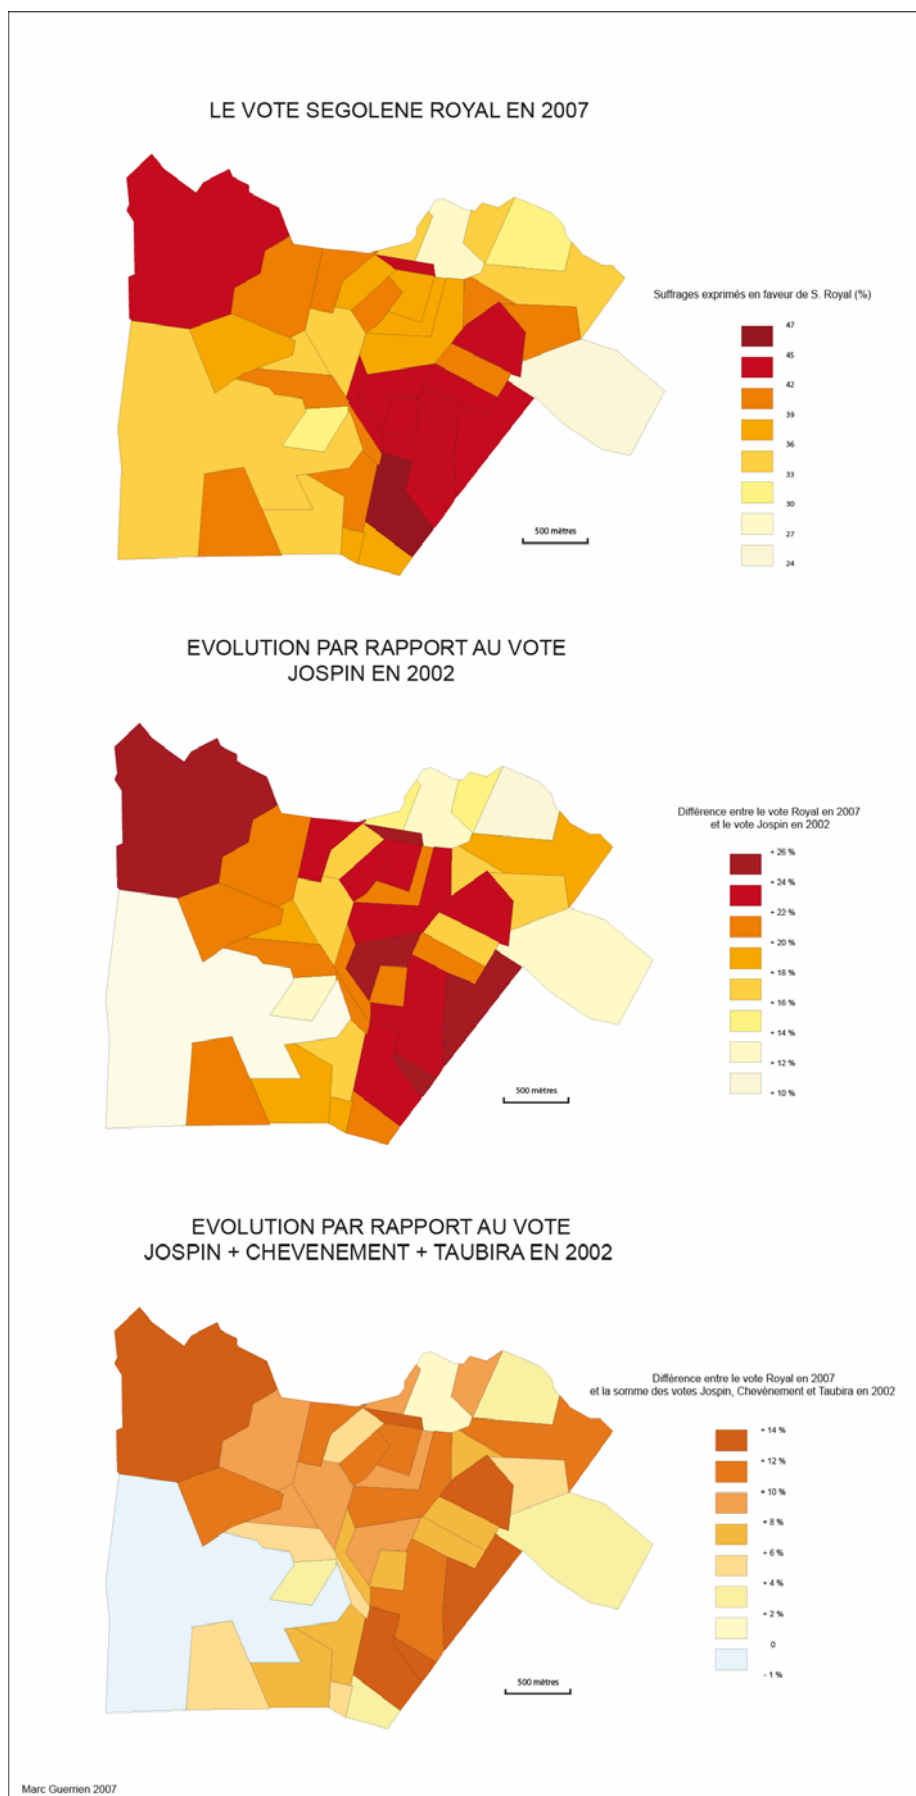 LE VOTE SEGOLENE ROYAL EN 2007
Suffrages exprimés en faveur de S. Royal (%)
47
45
42
39
36
33
30
27
24
500 mètres
EVOLUTION PAR RAPPORT AU VOTE
JOSPIN EN 2002
Différence entre le vote Royal en 2007
et le vote Jospin en 2002
+ 26 %
+ 24 %
+ 22 %
+ 20 %
+ 18 %
+ 16 %
+ 14 %
+ 12 %
+ 10 %
500 mètres
EVOLUTION PAR RAPPORT AU VOTE
JOSPIN + CHEVENEMENT + TAUBIRA EN 2002
Différence entre le vote Royal en 2007
et la somme des votes Jospin, Chevènement et Taubira en 2002
+ 14 %
+ 12 %
+ 10 %
+ 8 %
+ 6 %
+ 4 %
+ 2 %
0
- 1 %
500 mètres
Marc Guerrien 2007